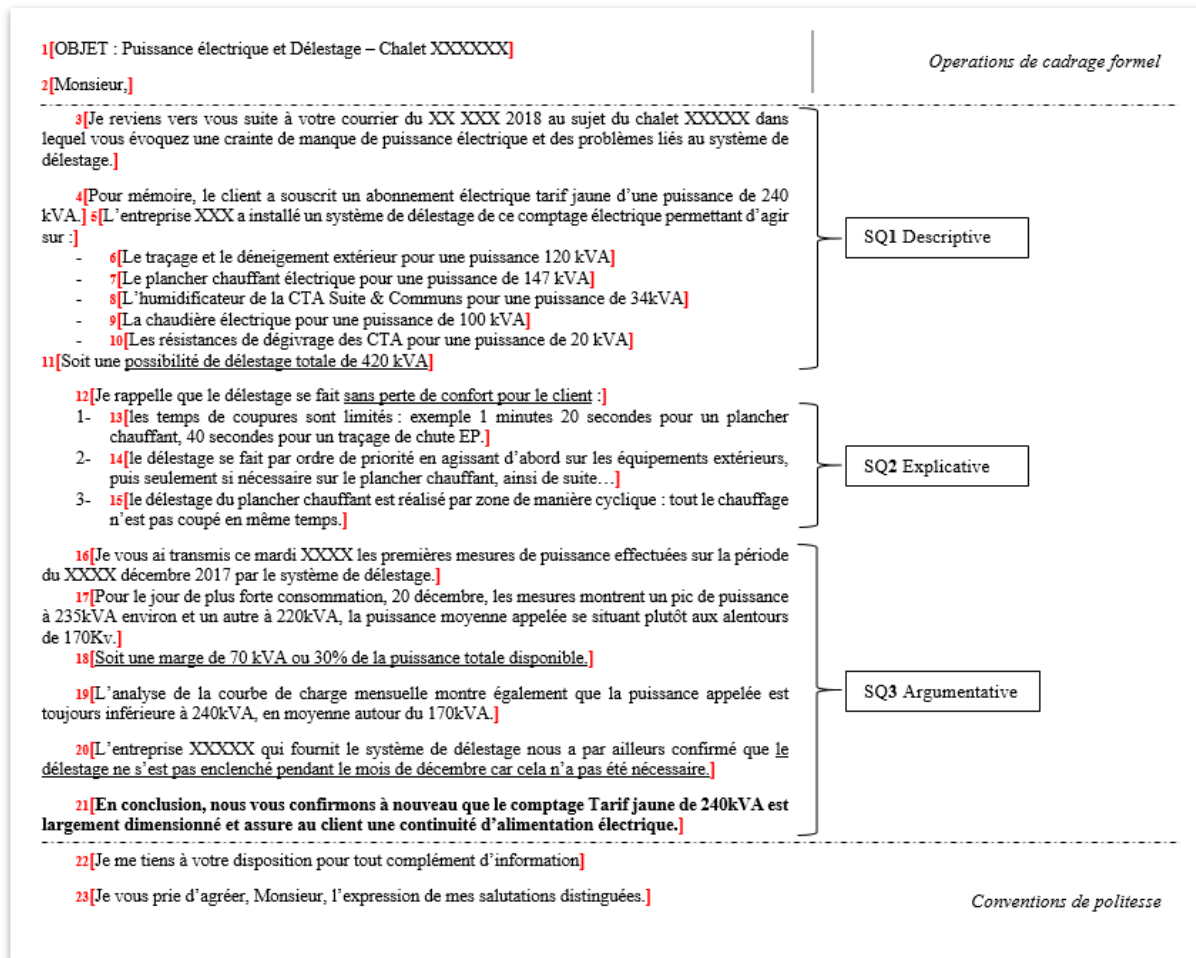 1[OBJET : Puissance électrique et Délestage – Chalet XXXXXX]
Operations de cadrage formel
2[Monsieur,]
3[Je reviens vers vous suite à votre courrier du XX XXX 2018 au sujet du chalet XXXXX dans
lequel vous évoquez une crainte de manque de puissance électrique et des problèmes liés au système de
délestage.]
4[Pour mémoire, le client a souscrit un abonnement électrique tarif jaune d'une puissance de 240
kVA.] 5[L'entreprise XXX a installé un système de délestage de ce comptage électrique permettant d'agir
sur :]
- 6[Le traçage et le déneigement extérieur pour une puissance 120 kVA]
- 7[Le plancher chauffant électrique pour une puissance de 147 kVA]
- 8[L'humidificateur de la CTA Suite & Communs pour une puissance de 34kVA]
- 9[La chaudière électrique pour une puissance de 100 kVA]
- 10[Les résistances de dégivrage des CTA pour une puissance de 20 kVA]
11[Soit une possibilité de délestage totale de 420 kVA]
SQ1 Descriptive
12[Je rappelle que le délestage se fait sans perte de confort pour le client :]
1- 13[les temps de coupures sont limités : exemple 1 minutes 20 secondes pour un plancher
chauffant, 40 secondes pour un traçage de chute EP.]
2- 14[le délestage se fait par ordre de priorité en agissant d'abord sur les équipements extérieurs,
puis seulement si nécessaire sur le plancher chauffant, ainsi de suite…]
3- 15[le délestage du plancher chauffant est réalisé par zone de manière cyclique : tout le chauffage
n'est pas coupé en même temps.]
SQ2 Explicative
16[Je vous ai transmis ce mardi XXXX les premières mesures de puissance effectuées sur la période
du XXXX décembre 2017 par le système de délestage.]
17[Pour le jour de plus forte consommation, 20 décembre, les mesures montrent un pic de puissance
à 235kVA environ et un autre à 220kVA, la puissance moyenne appelée se situant plutôt aux alentours
de 170Kv.]
18[Soit une marge de 70 kVA ou 30% de la puissance totale disponible.]
19[L'analyse de la courbe de charge mensuelle montre également que la puissance appelée est
toujours inférieure à 240kVA, en moyenne autour du 170kVA.]
20[L'entreprise XXXXX qui fournit le système de délestage nous a par ailleurs confirmé que le
délestage ne s'est pas enclenché pendant le mois de décembre car cela n'a pas été nécessaire.]
21[En conclusion, nous vous confirmons à nouveau que le comptage Tarif jaune de 240kVA est
largement dimensionné et assure au client une continuité d'alimentation électrique.]
SQ3 Argumentative
22[Je me tiens à votre disposition pour tout complément d'information]
23[Je vous prie d'agréer, Monsieur, l'expression de mes salutations distinguées.]
Conventions de politesse